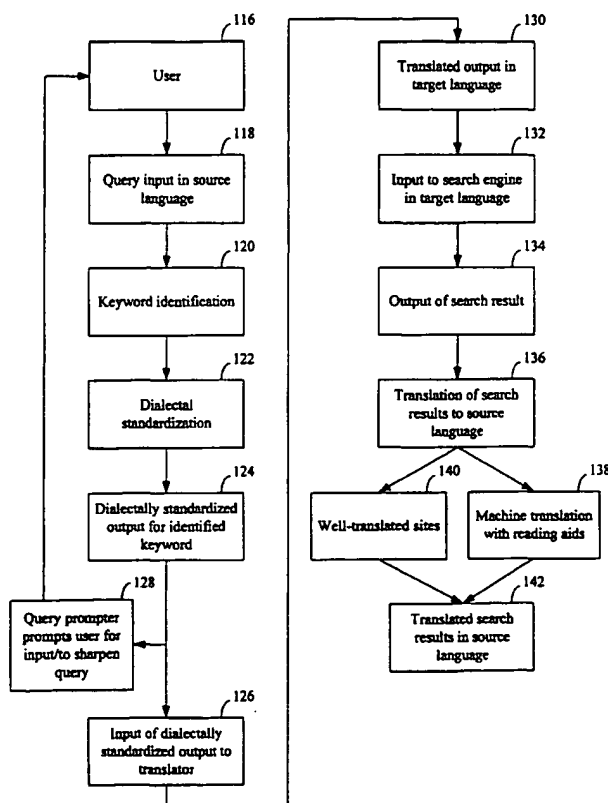 116
User
118
Query input in source
language
120
Keyword identification
122
Dialectal
standardization
124
Dialectally standardized
output for identified
keyword
128
Query prompter
prompts user for
input/to sharpen
query
126
Input of dialectally
standardized output to
translator
130
Translated output in
target language
132
Input to search engine
in target language
134
Output of search result
136
Translation of search
results to source
language
140
Well-translated sites
138
Machine translation
with reading aids
142
Translated search
results in source
language